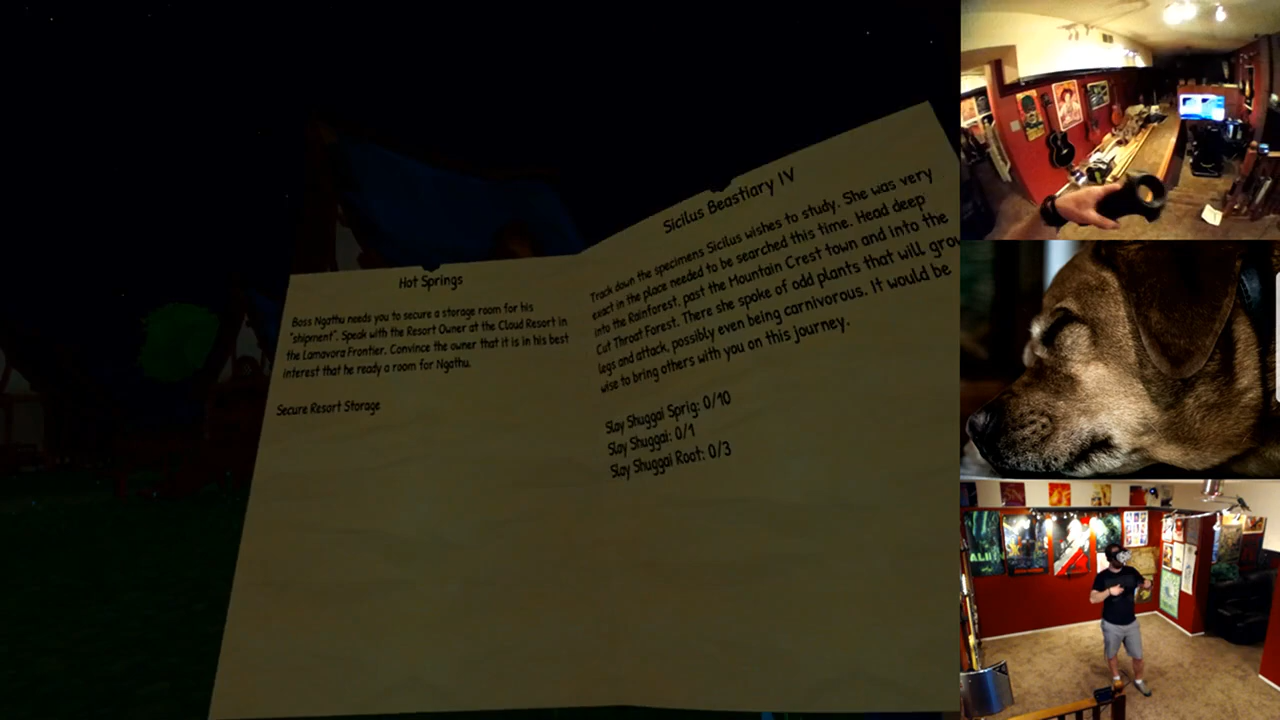 Hot Springs
Boss Ngathu needs you to secure a storage room for his
"shipment". Speak with the Resort Owner at the Cloud Resort in
the Lamavora Frontier. Convince the owner that it is in his best
interest that he ready a room for Ngathu.
Secure Resort Storage
Sicilus Beastiary IV
Track down the specimens Sicilus wishes to study. She was very
exact in the place needed to be searched this time. Head deep
into the Rainforest, past the Mountain Crest town and into the
Cut Throat Forest. There she spoke of odd plants that will grow
legs and attack, possibly even being carnivorous. It would be
wise to bring others with you on this journey.
Slay Shuggai Sprig: 0/10
Slay Shuggai: 0/1
Slay Shuggai Root: 0/3